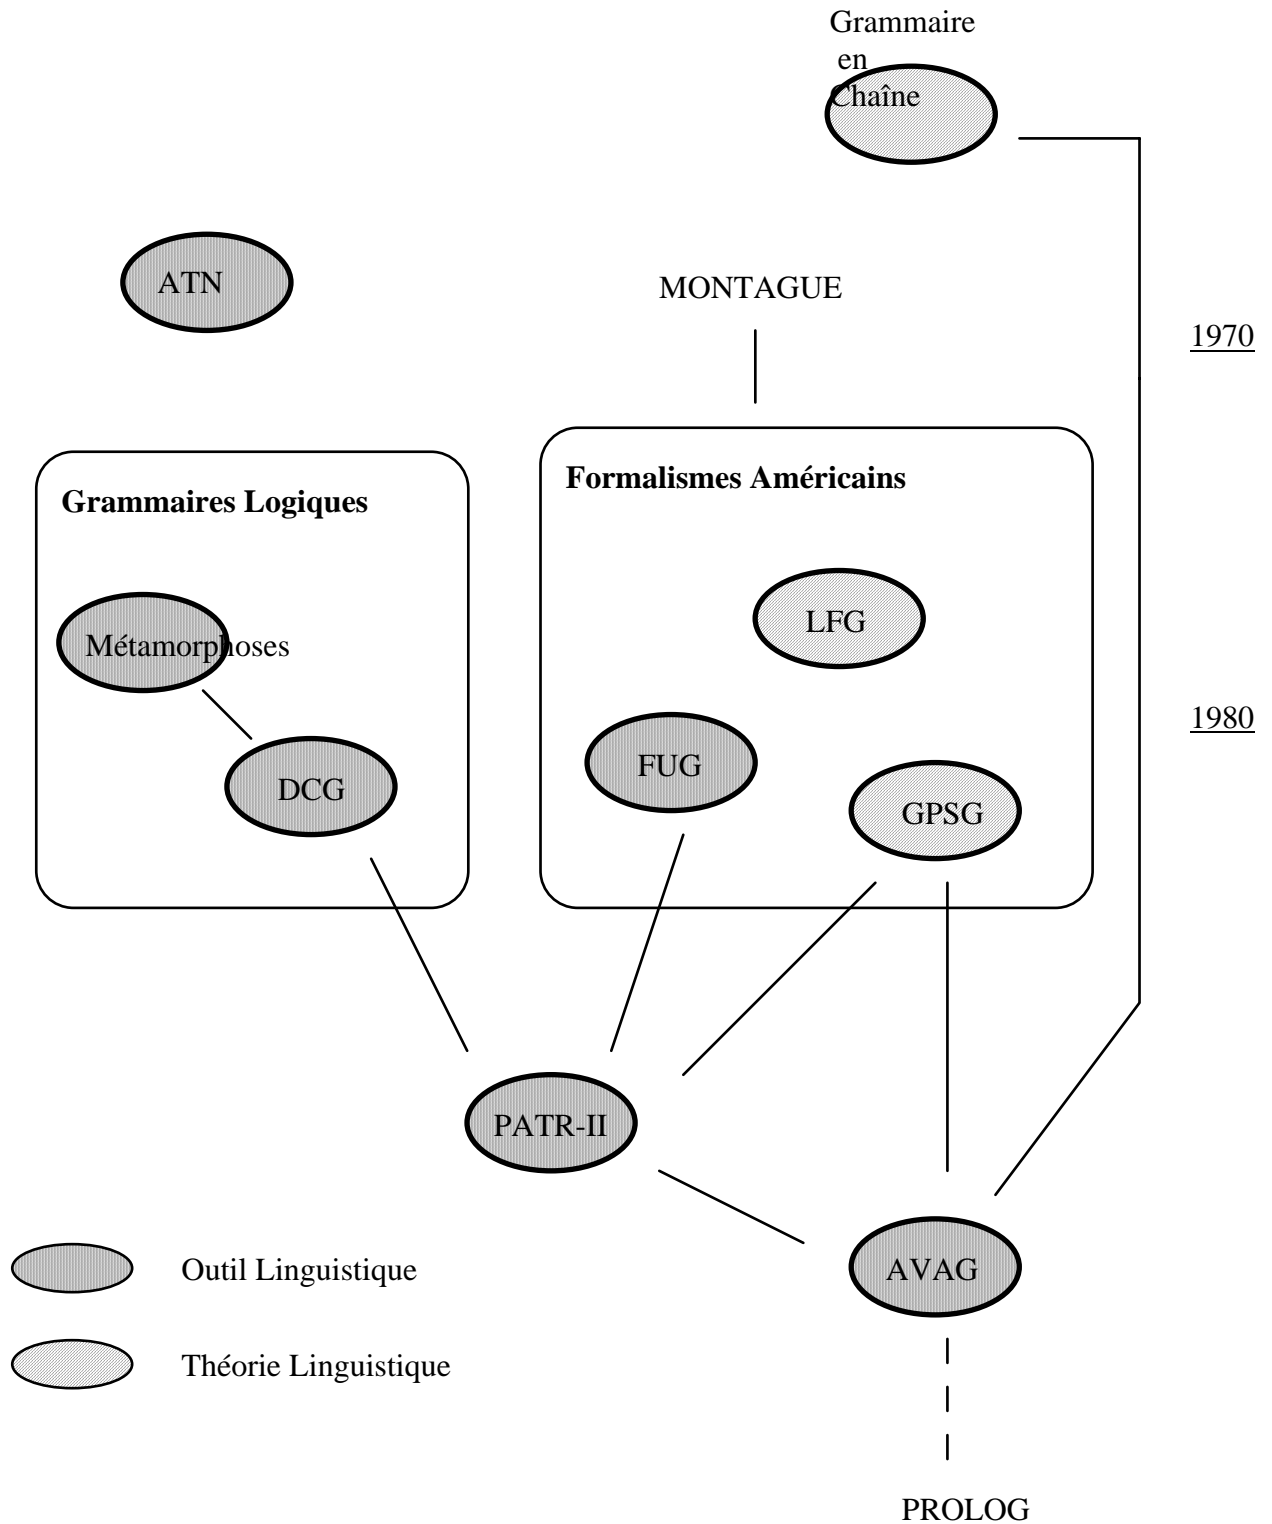 Grammaire
en
Chaîne
ATN
MONTAGUE
1970
Grammaires Logiques
Formalismes Américains
LFG
Métamorphoses
1980
FUG
DCG
GPSG
PATR-II
AVAG
Outil Linguistique
Théorie Linguistique
PROLOG